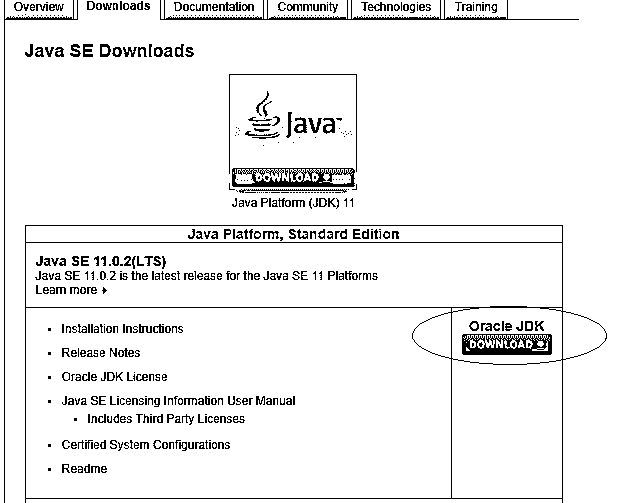 Overview Downloads Documentation Community Technologies Training
Java SE Downloads
Java
DOWNLOAD
Java Platform (JDK) 11
Java Platform, Standard Edition
Java SE 11.0.2(LTS)
Java SE 11.0.2 is the latest release for the Java SE 11 Platforms
Learn more
Installation Instructions
Release Notes
Oracle JDK License
Java SE Licensing Information User Manual
Includes Third Party Licenses
Certified System Configurations
Readme
Oracle JDK
DOWNLOAD